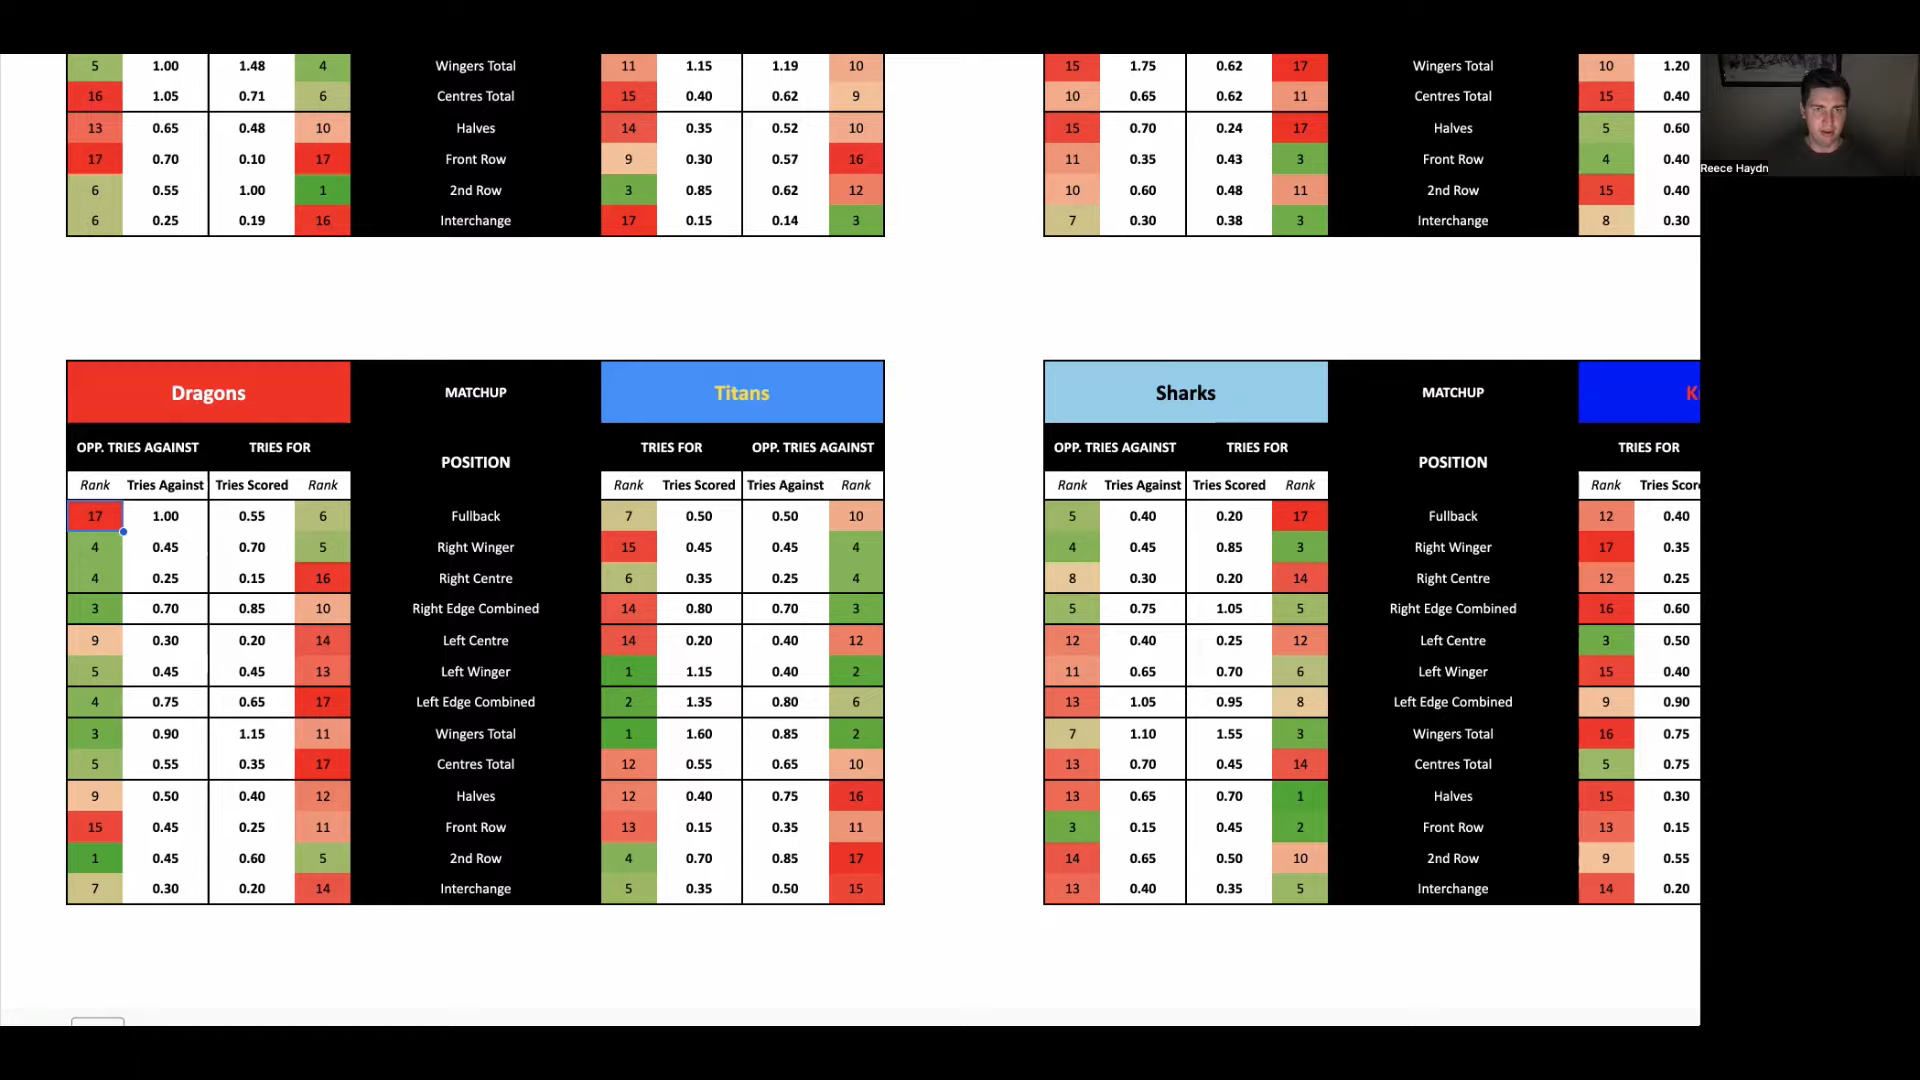 5 1.00 1.48 4 Wingers Total 11 1.15 1.19 10
16 1.05 0.71 6 Centres Total 15 0.40 0.62 9
13 0.65 0.48 10 Halves 14 0.35 0.52 10
17 0.70 0.10 17 Front Row 9 0.30 0.57 16
6 0.55 1.00 1 2nd Row 3 0.85 0.62 12
6 0.25 0.19 16 Interchange 17 0.15 0.14 3
15 1.75 0.62 17 Wingers Total 10 1.20
10 0.65 0.62 11 Centres Total 15 0.40
15 0.70 0.24 17 Halves 5 0.60
11 0.35 0.43 3 Front Row 4 0.40
10 0.60 0.48 11 2nd Row 15 0.40
7 0.30 0.38 3 Interchange 8 0.30
Reece Haydn
Dragons MATCHUP Titans
OPP. TRIES AGAINST TRIES FOR POSITION TRIES FOR OPP. TRIES AGAINST
Rank Tries Against Tries Scored Rank Rank Tries Scored Tries Against Rank
17 1.00 0.55 6 Fullback 7 0.50 0.50 10
4 0.45 0.70 5 Right Winger 15 0.45 0.45 4
4 0.25 0.15 16 Right Centre 6 0.35 0.25 4
3 0.70 0.85 10 Right Edge Combined 14 0.80 0.70 3
9 0.30 0.20 14 Left Centre 14 0.20 0.40 12
5 0.45 0.45 13 Left Winger 1 1.15 0.40 2
4 0.75 0.65 17 Left Edge Combined 2 1.35 0.80 6
3 0.90 1.15 11 Wingers Total 1 1.60 0.85 2
5 0.55 0.35 17 Centres Total 12 0.55 0.65 10
9 0.50 0.40 12 Halves 12 0.40 0.75 16
15 0.45 0.25 11 Front Row 13 0.15 0.35 11
1 0.45 0.60 5 2nd Row 4 0.70 0.85 17
7 0.30 0.20 14 Interchange 5 0.35 0.50 15
Sharks MATCHUP K
OPP. TRIES AGAINST TRIES FOR POSITION TRIES FOR
Rank Tries Against Tries Scored Rank Rank Tries Scor
5 0.40 0.20 17 Fullback 12 0.40
4 0.45 0.85 3 Right Winger 17 0.35
8 0.30 0.20 14 Right Centre 12 0.25
5 0.75 1.05 5 Right Edge Combined 16 0.60
12 0.40 0.25 12 Left Centre 3 0.50
11 0.65 0.70 6 Left Winger 15 0.40
13 1.05 0.95 8 Left Edge Combined 9 0.90
7 1.10 1.55 3 Wingers Total 16 0.75
13 0.70 0.45 14 Centres Total 5 0.75
13 0.65 0.70 1 Halves 15 0.30
3 0.15 0.45 2 Front Row 13 0.15
14 0.65 0.50 10 2nd Row 9 0.55
13 0.40 0.35 5 Interchange 14 0.20